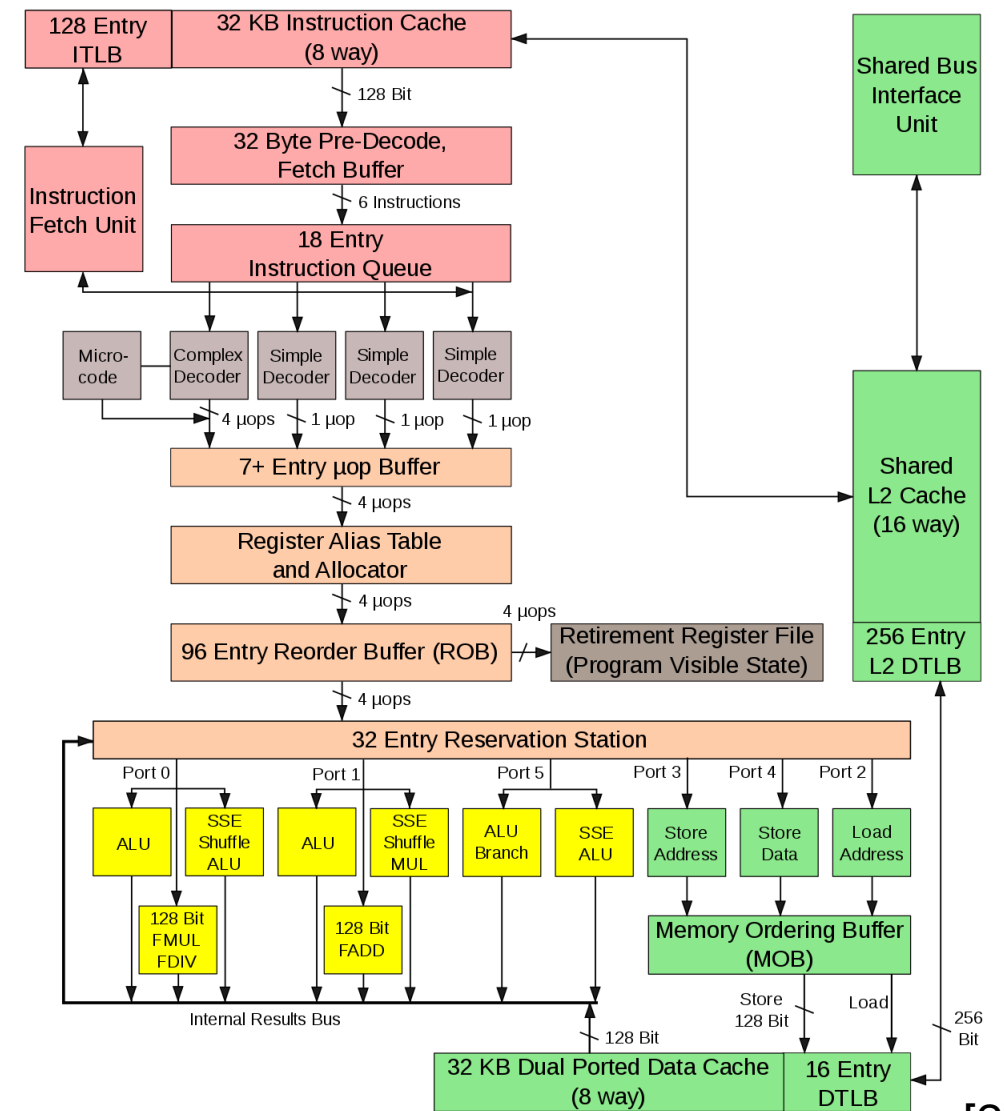 128 Entry
ITLB
32 KB Instruction Cache
(8 way)
128 Bit
Shared Bus
Interface
Unit
32 Byte Pre-Decode,
Fetch Buffer
Instruction
Fetch Unit
6 Instructions
18 Entry
Instruction Queue
Micro-
code
Complex
Decoder
Simple
Decoder
Simple
Decoder
Simple
Decoder
4 µops
1 µop
1 µop
1 µop
7+ Entry µop Buffer
Shared
L2 Cache
(16 way)
4 µops
Register Alias Table
and Allocator
4 µops
4 µops
96 Entry Reorder Buffer (ROB)
Retirement Register File
(Program Visible State)
256 Entry
L2 DTLB
4 µops
32 Entry Reservation Station
Port 0
Port 1
Port 5
Port 3
Port 4
Port 2
ALU
SSE
Shuffle
ALU
ALU
SSE
Shuffle
MUL
ALU
Branch
SSE
ALU
Store
Address
Store
Data
Load
Address
128 Bit
FMUL
FDIV
128 Bit
FADD
Memory Ordering Buffer
(MOB)
Store
128 Bit
Load
Internal Results Bus
128 Bit
256
Bit
32 KB Dual Ported Data Cache
(8 way)
16 Entry
DTLB